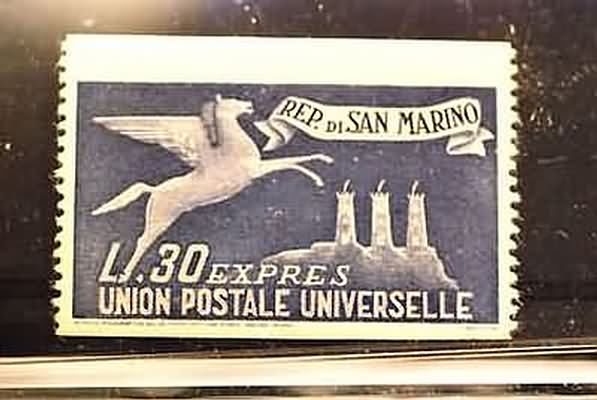 REP. DI SAN MARINO
L.30 EXPRES
UNION POSTALE UNIVERSELLE